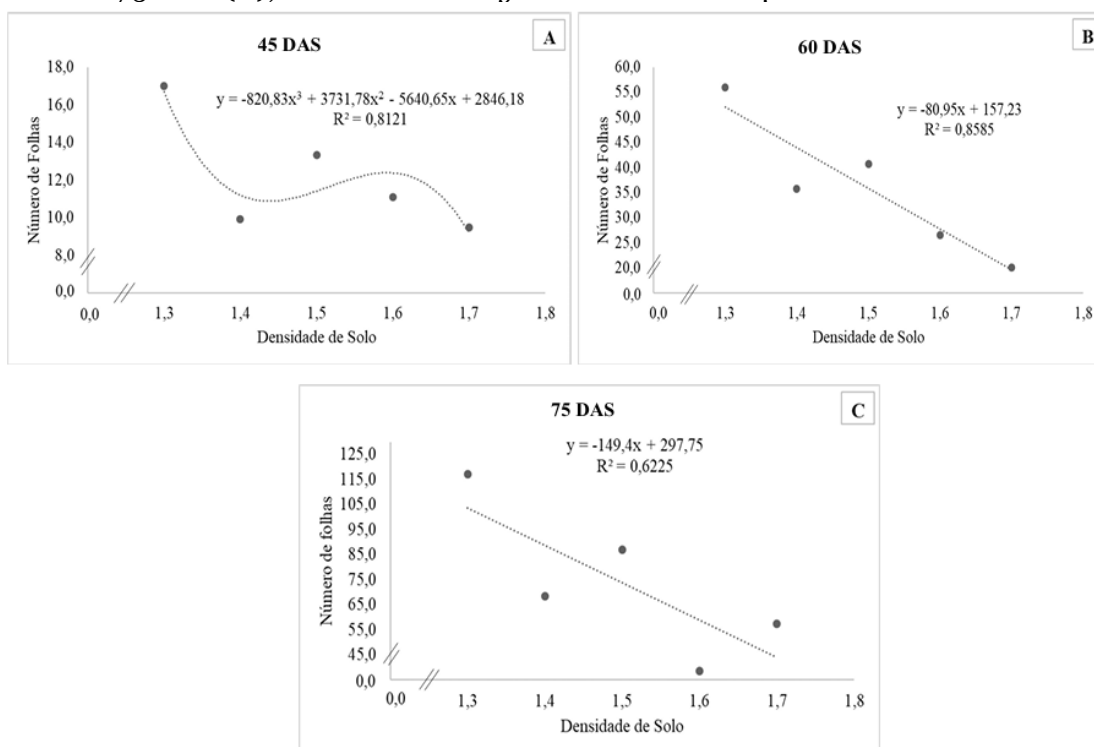 45 DAS
A
Número de Folhas
18,0
16,0
14,0
12,0
10,0
8,0
0,0
y = -820,83x³ + 3731,78x² - 5640,65x + 2846,18
R² = 0,8121
0,0 1,3 1,4 1,5 1,6 1,7 1,8
Densidade de Solo
60 DAS
B
Número de Folhas
60,0
55,0
50,0
45,0
40,0
35,0
30,0
25,0
20,0
0,0
y = -80,95x + 157,23
R² = 0,8585
0,0 1,3 1,4 1,5 1,6 1,7 1,8
Densidade de Solo
75 DAS
C
Número de folhas
125,0
115,0
105,0
95,0
85,0
75,0
65,0
55,0
45,0
0,0
y = -149,4x + 297,75
R² = 0,6225
0,0 1,3 1,4 1,5 1,6 1,7 1,8
Densidade de Solo